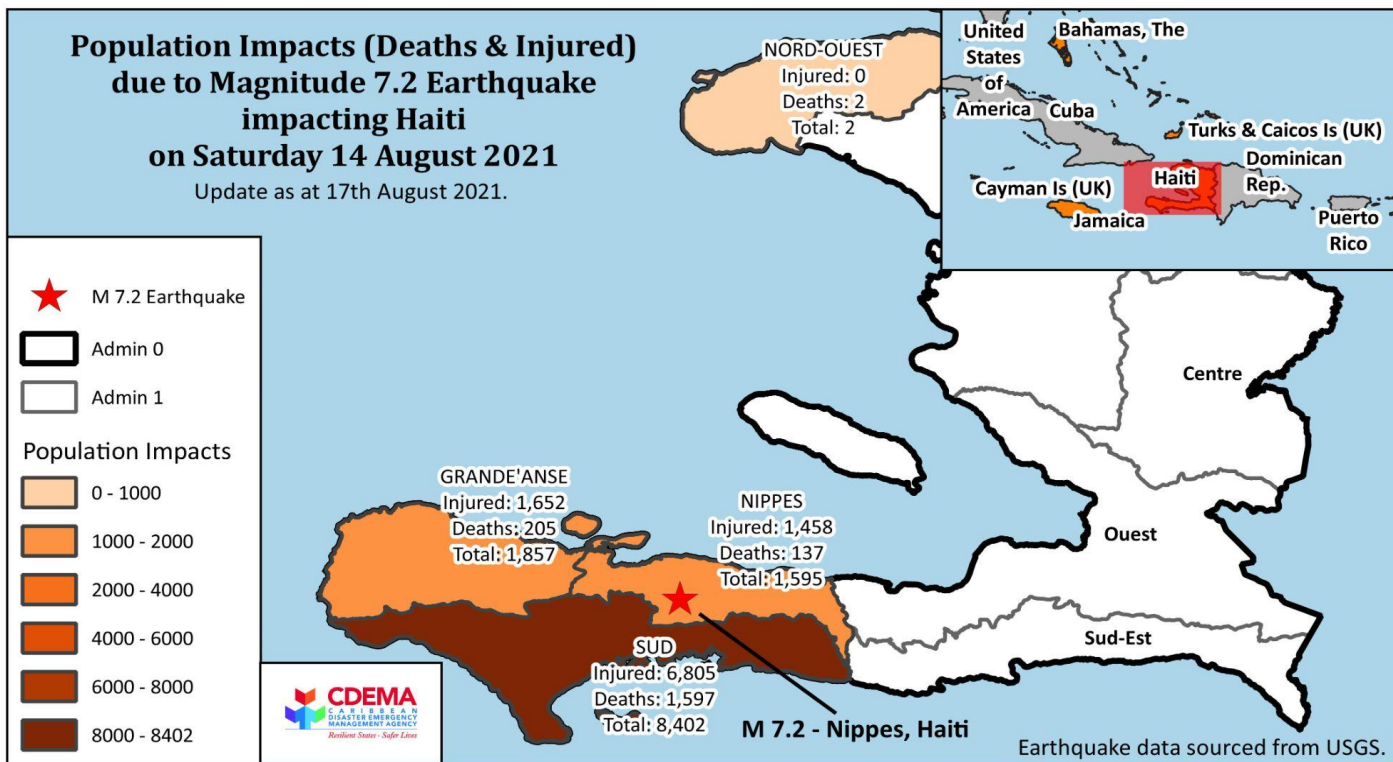 Population Impacts (Deaths & Injured)
due to Magnitude 7.2 Earthquake
impacting Haiti
on Saturday 14 August 2021
Update as at 17th August 2021.
NORD-OUEST
Injured: 0
Deaths: 2
Total: 2
United
States
of
America
Bahamas, The
Cuba
Turks & Caicos Is (UK)
Dominican
Rep.
Haiti
Cayman Is (UK)
Jamaica
Puerto
Rico
M 7.2 Earthquake
Admin 0
Admin 1
Population Impacts
0 - 1000
1000 - 2000
2000 - 4000
4000 - 6000
6000 - 8000
8000 - 8402
GRANDE'ANSE
Injured: 1,652
Deaths: 205
Total: 1,857
NIPPES
Injured: 1,458
Deaths: 137
Total: 1,595
SUD
Injured: 6,805
Deaths: 1,597
Total: 8,402
M 7.2 - Nippes, Haiti
Centre
Ouest
Sud-Est
CDEMA
CARIBBEAN
DISASTER EMERGENCY
MANAGEMENT AGENCY
Resilient States - Safer Lives
Earthquake data sourced from USGS.